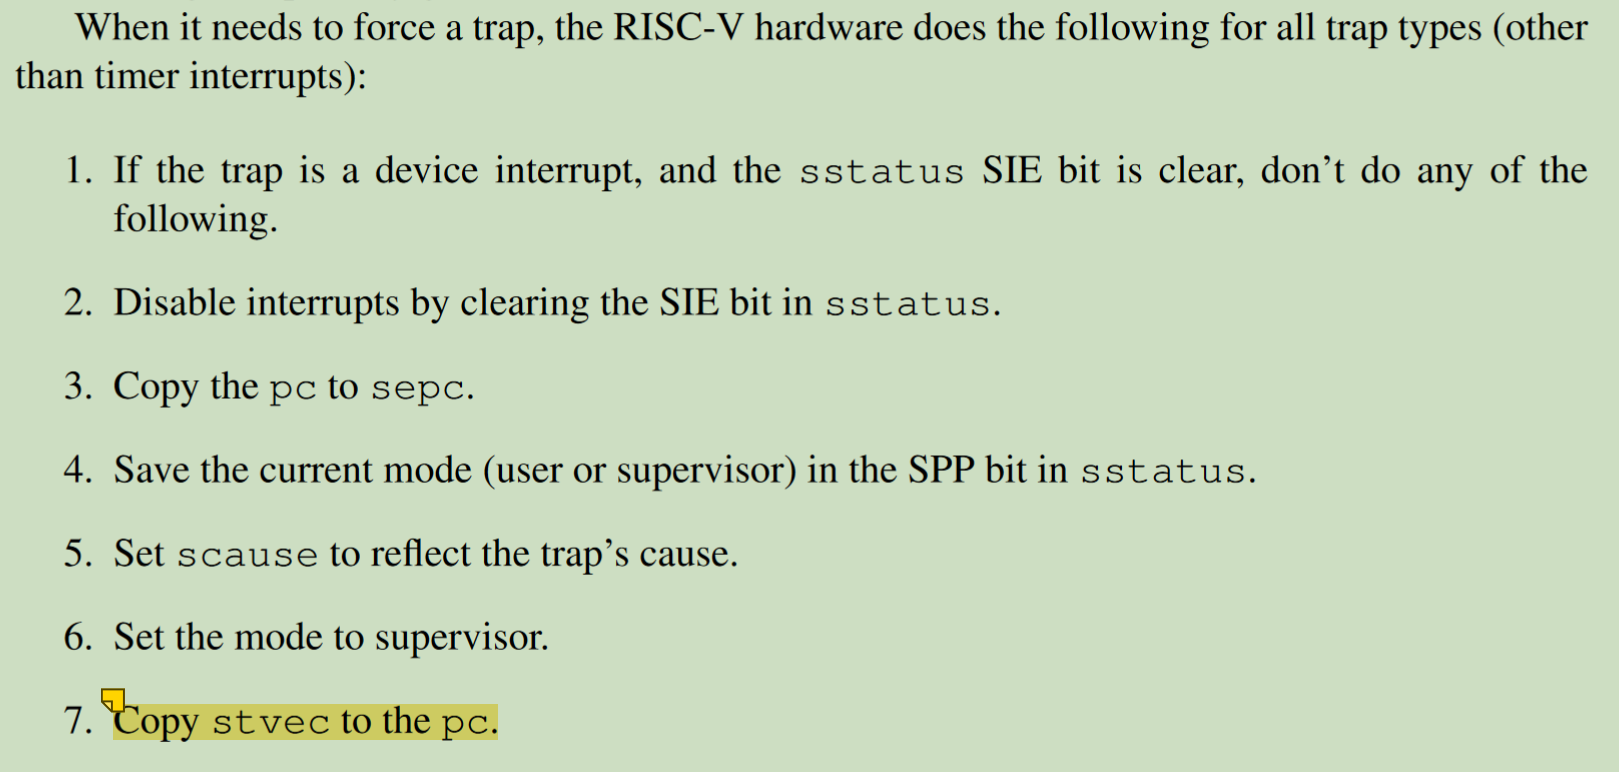 When it needs to force a trap, the RISC-V hardware does the following for all trap types (other
than timer interrupts):
1. If the trap is a device interrupt, and the sstatus SIE bit is clear, don’t do any of the
following.
2. Disable interrupts by clearing the SIE bit in sstatus.
3. Copy the pc to sepc.
4. Save the current mode (user or supervisor) in the SPP bit in sstatus.
5. Set scause to reflect the trap’s cause.
6. Set the mode to supervisor.
7. Copy stvec to the pc.